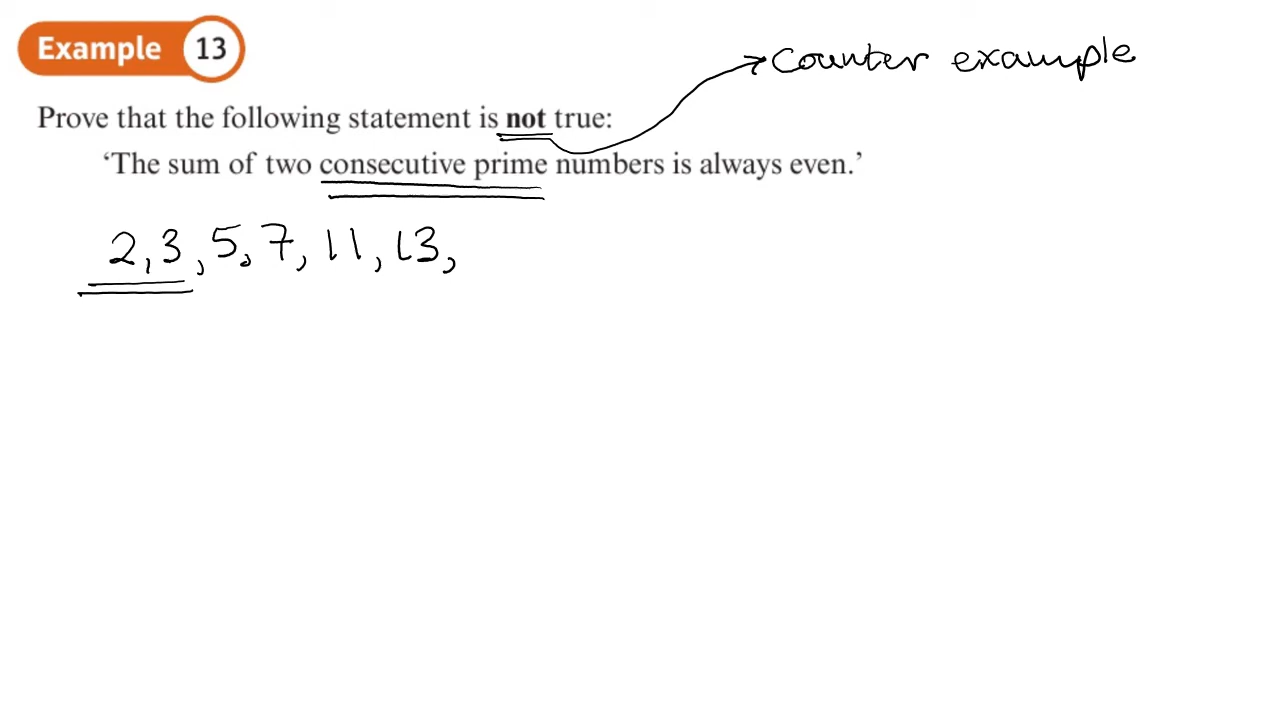 Example 13
Counter example
Prove that the following statement is not true:
‘The sum of two consecutive prime numbers is always even.’
2, 3, 5, 7, 11, 13,